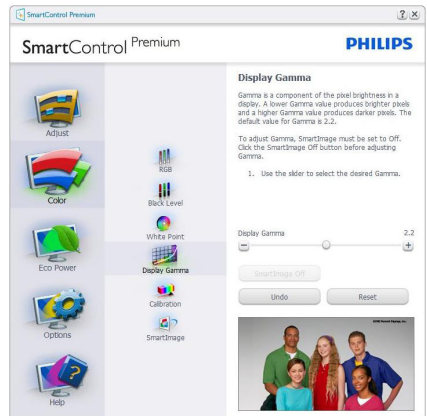 SmartControl Premium
SmartControl Premium
PHILIPS
Adjust
Color
Eco Power
Options
Help
RGB
Black Level
White Point
Display Gamma
Calibration
SmartImage
Display Gamma
Gamma is a component of the pixel brightness in a
display. A lower Gamma value produces brighter pixels
and a higher Gamma value produces darker pixels. The
default value for Gamma is 2.2.
To adjust Gamma, SmartImage must be set to Off.
Click the SmartImage Off button before adjusting
Gamma.
1. Use the slider to select the desired Gamma.
Display Gamma 2.2
SmartImage Off
Undo
Reset